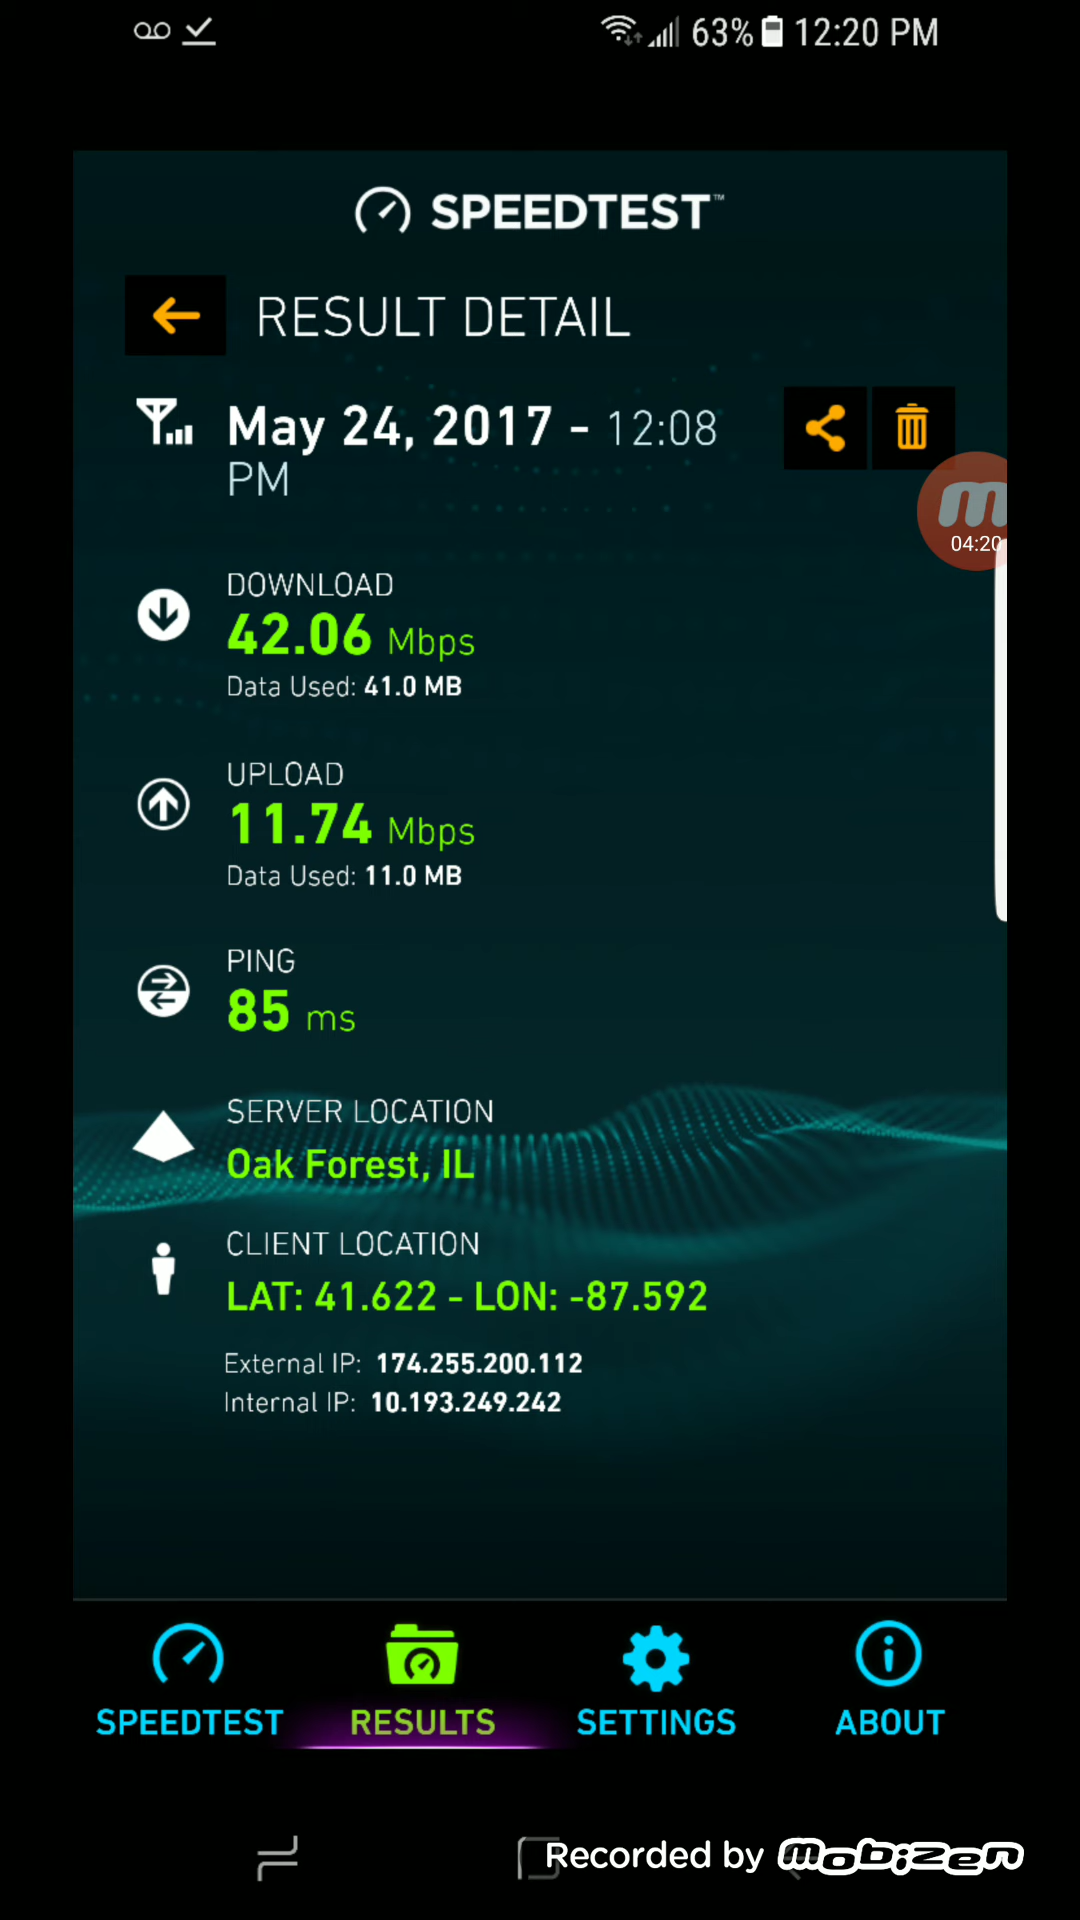 63% 12:20 PM
SPEEDTEST™
RESULT DETAIL
May 24, 2017 - 12:08
PM
04:20
DOWNLOAD
42.06 Mbps
Data Used: 41.0 MB
UPLOAD
11.74 Mbps
Data Used: 11.0 MB
PING
85 ms
SERVER LOCATION
Oak Forest, IL
CLIENT LOCATION
LAT: 41.622 - LON: -87.592
External IP: 174.255.200.112
Internal IP: 10.193.249.242
SPEEDTEST RESULTS SETTINGS ABOUT
Recorded by mobizen